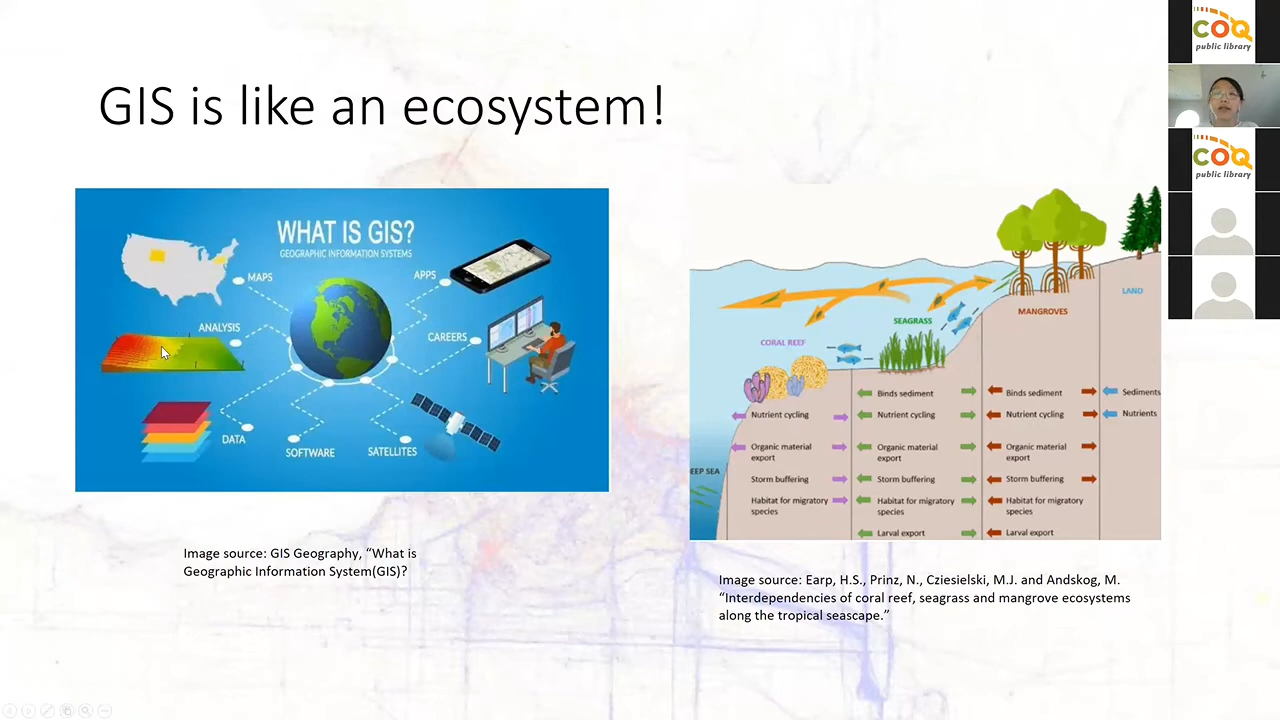 GIS is like an ecosystem!
WHAT IS GIS?
GEOGRAPHIC INFORMATION SYSTEMS
MAPS
APPS
ANALYSIS
CAREERS
DATA
SOFTWARE
SATELLITES
Image source: GIS Geography, “What is
Geographic Information System(GIS)?
LAND
MANGROVES
SEAGRASS
CORAL REEF
EEP SEA
Nutrient cycling
Organic material
export
Storm buffering
Habitat for migratory
species
Binds sediment
Nutrient cycling
Organic material
export
Storm buffering
Habitat for migratory
species
Larval export
Binds sediment
Nutrient cycling
Organic material
export
Storm buffering
Habitat for migratory
species
Larval export
Sediments
Nutrients
Image source: Earp, H.S., Prinz, N., Cziesielski, M.J. and Andskog, M.
“Interdependencies of coral reef, seagrass and mangrove ecosystems
along the tropical seascape.”
COQ
public library
COQ
public library